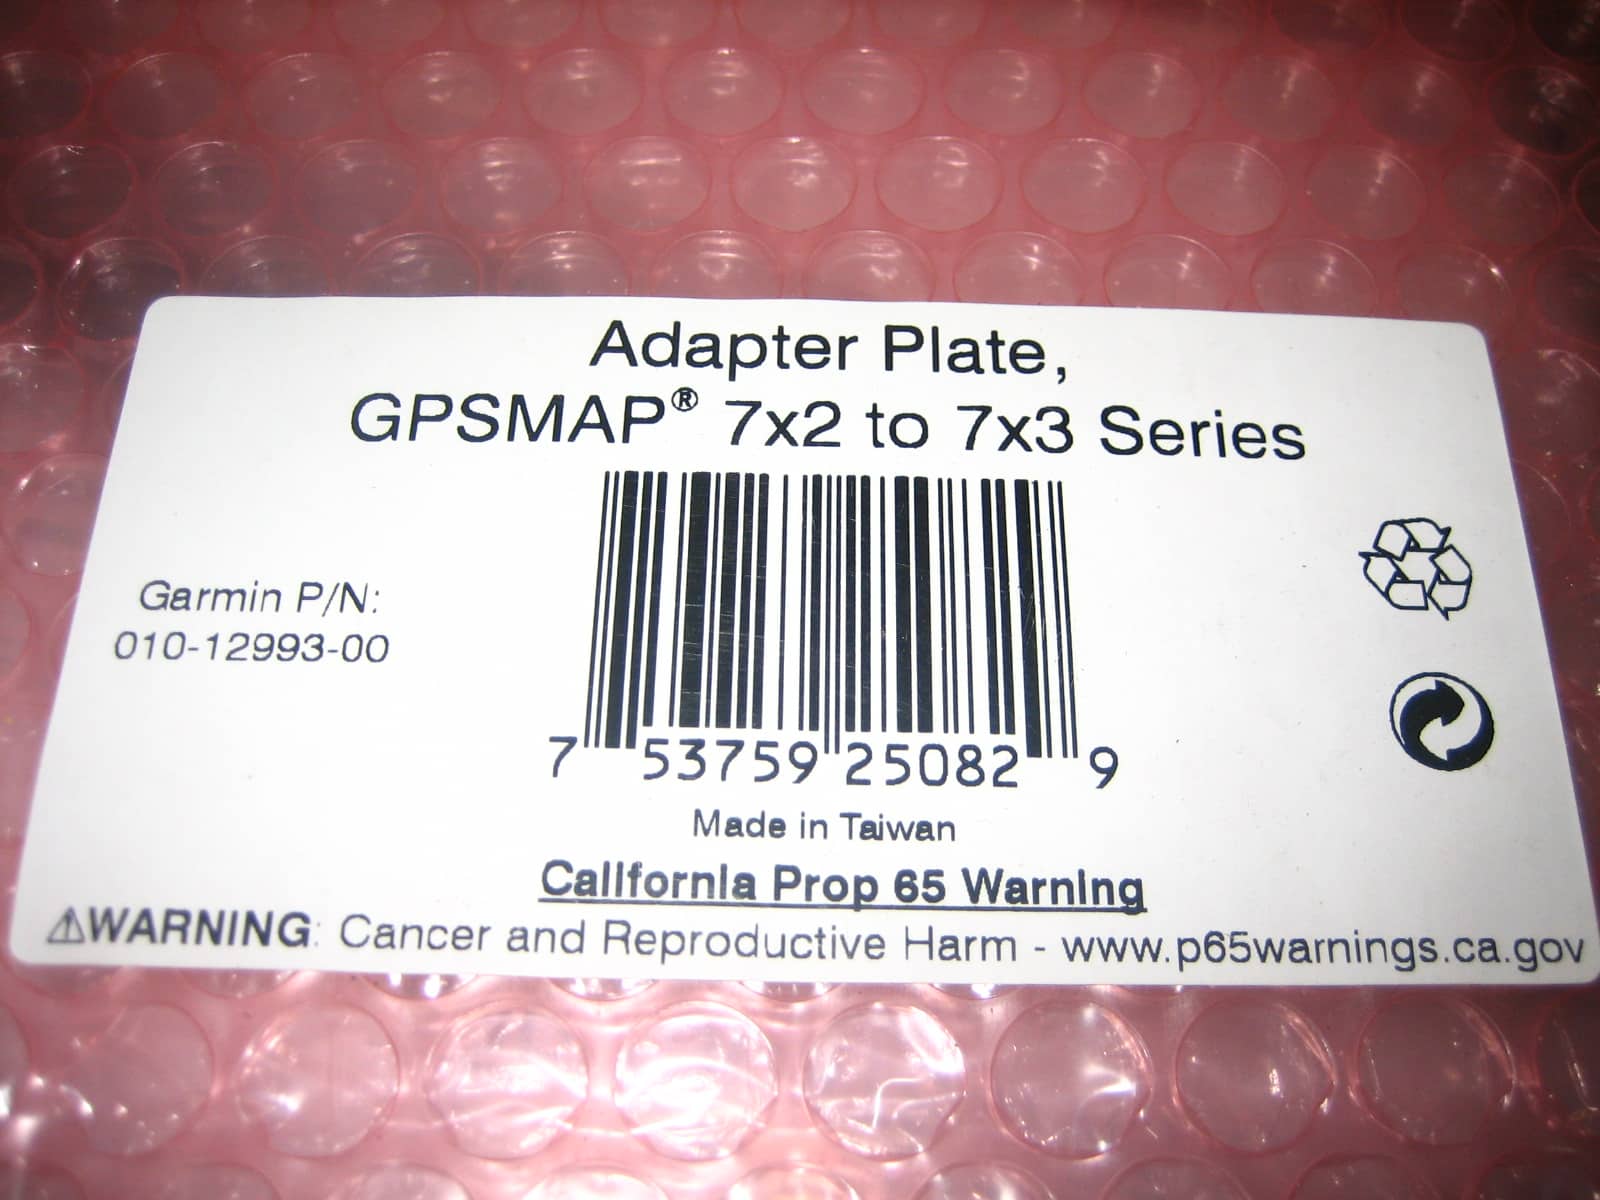 Adapter Plate,
GPSMAP® 7x2 to 7x3 Series
Garmin P/N:
010-12993-00
7 53759 25082 9
Made in Taiwan
California Prop 65 Warning
⚠WARNING: Cancer and Reproductive Harm - www.p65warnings.ca.gov